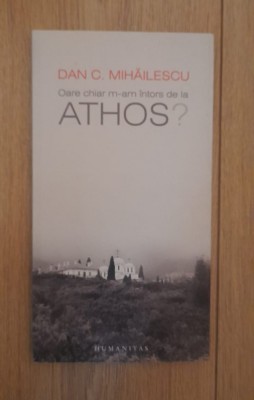 DAN C. MIHĂILESCU
Oare chiar m-am întors de la
ATHOS?
HUMANITAS